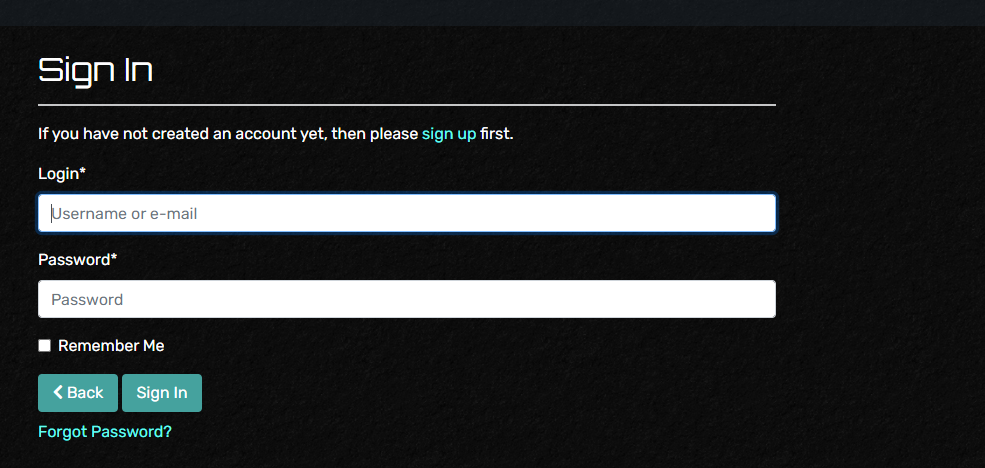 Sign In
If you have not created an account yet, then please sign up first.
Login*
Username or e-mail
Password*
Password
Remember Me
Back Sign In
Forgot Password?